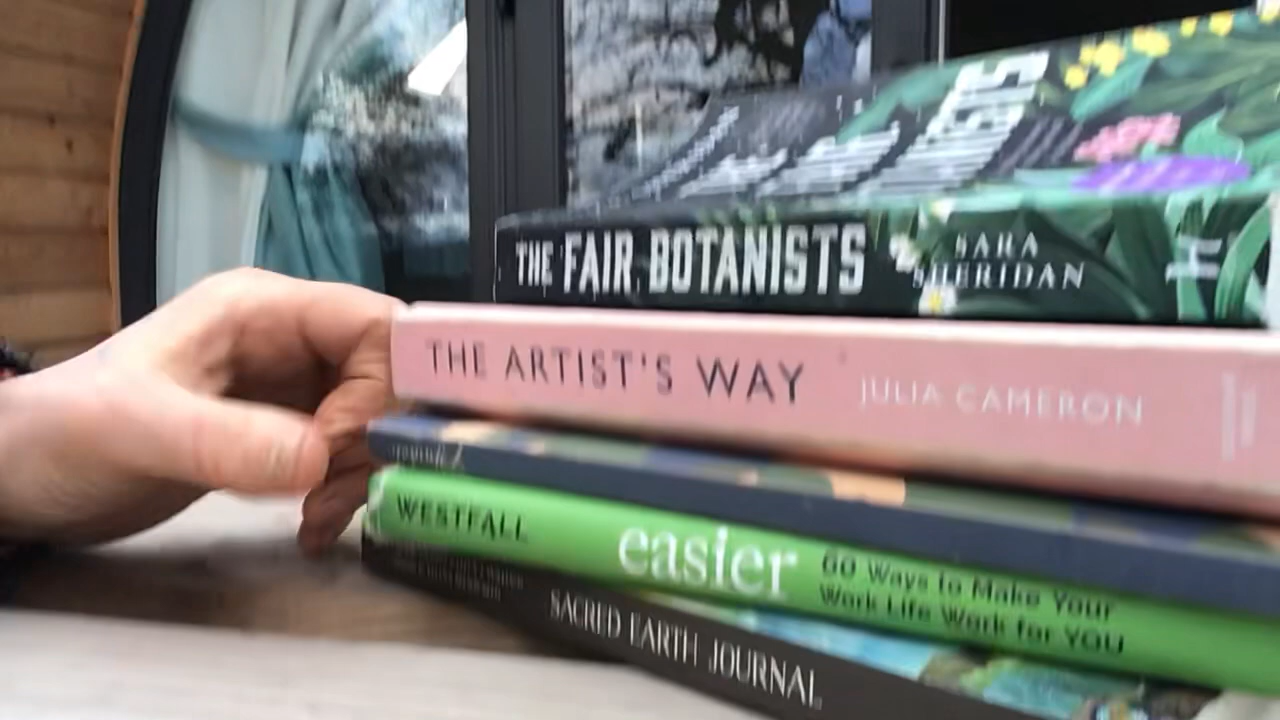 THE FAIR BOTANISTS
SARA
SHERIDAN
THE ARTIST'S WAY
JULIA CAMERON
WESTFALL
easier
60 Ways to Make Your
Work Life Work for YOU
SACRED EARTH JOURNAL